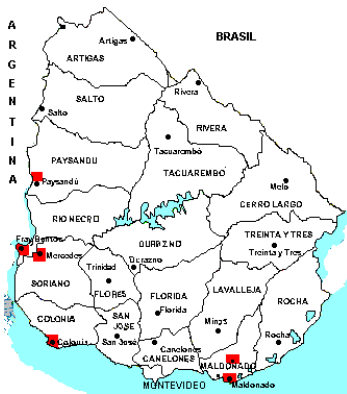 ARGENTINA
BRASIL
Artigas
ARTIGAS
SALTO
Salto
Rivera
RIVERA
Tacuarembó
TACUAREMBO
PAYSANDU
Paysandú
Melo
CERRO LARGO
RIO NEGRO
Fray Bentos
Mercedes
DURAZNO
Durazno
TREINTA Y TRES
Treinta y Tres
SORIANO
Trinidad
FLORES
FLORIDA
Florida
LAVALLEJA
ROCHA
COLONIA
Colonia
SAN
JOSE
San José
Minas
Rocha
Canelones
CANELONES
MALDONADO
MONTEVIDEO
Maldonado